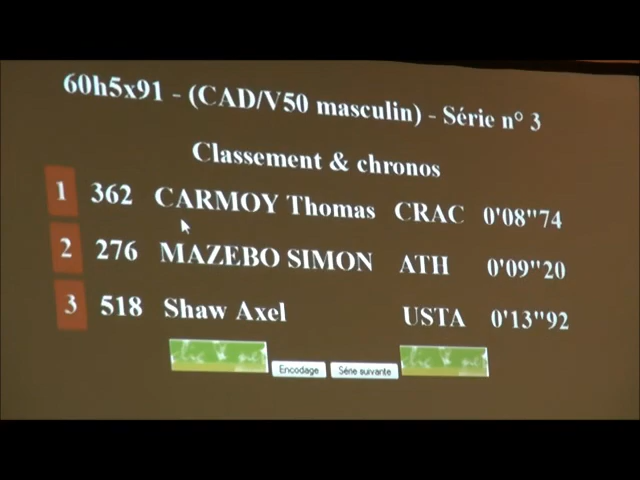 60h5x91 - (CAD/V50 masculin) - Série n° 3
Classement & chronos
1 362 CARMOY Thomas CRAC 0'08"74
2 276 MAZEBO SIMON ATH 0'09"20
3 518 Shaw Axel USTA 0'13"92
Encodage Série suivante